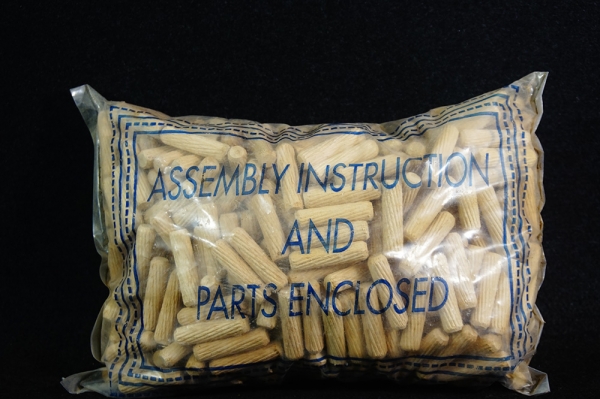 ASSEMBLY INSTRUCTION
AND
PARTS ENCLOSED